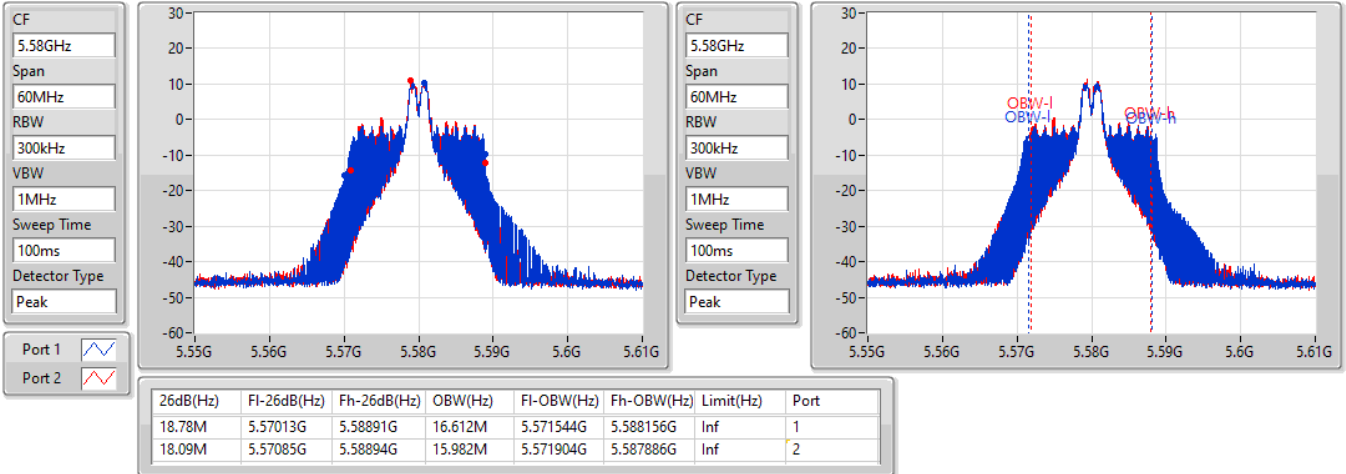 CF
5.58GHz
Span
60MHz
RBW
300kHz
VBW
1MHz
Sweep Time
100ms
Detector Type
Peak
Port 1
Port 2
30
20
10
0
-10
-20
-30
-40
-50
-60
5.55G 5.56G 5.57G 5.58G 5.59G 5.6G 5.61G
CF
5.58GHz
Span
60MHz
RBW
300kHz
VBW
1MHz
Sweep Time
100ms
Detector Type
Peak
30
20
10
0
-10
-20
-30
-40
-50
-60
OBW-l
OBW-l
OBW-h
OBW-h
5.55G 5.56G 5.57G 5.58G 5.59G 5.6G 5.61G
26dB(Hz) Fl-26dB(Hz) Fh-26dB(Hz) OBW(Hz) Fl-OBW(Hz) Fh-OBW(Hz) Limit(Hz) Port
18.78M 5.57013G 5.58891G 16.612M 5.571544G 5.588156G Inf 1
18.09M 5.57085G 5.58894G 15.982M 5.571904G 5.587886G Inf 2